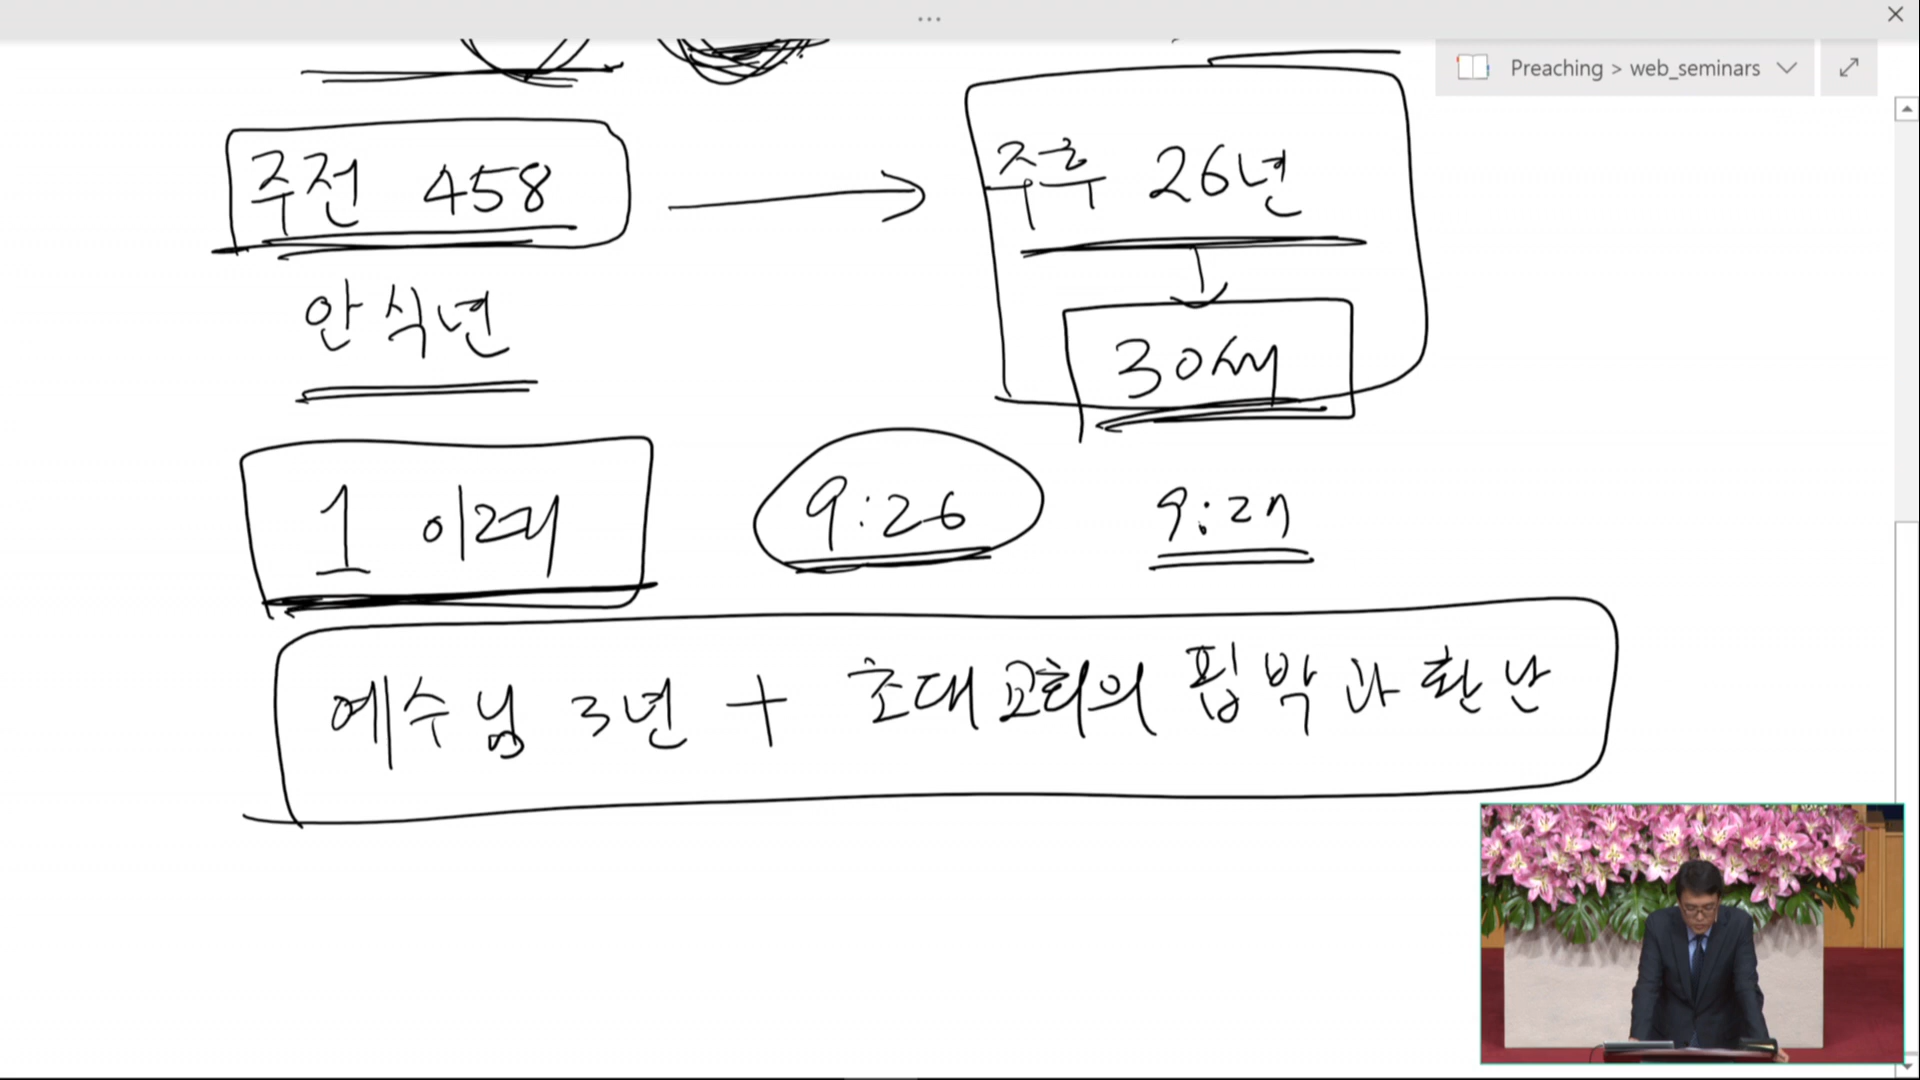 ...
Preaching > web_seminars
주전 458
주후 26년
안식년
30세
1 이레
9:26
9:27
예수님 3년 + 초대교회의 핍박과 환난